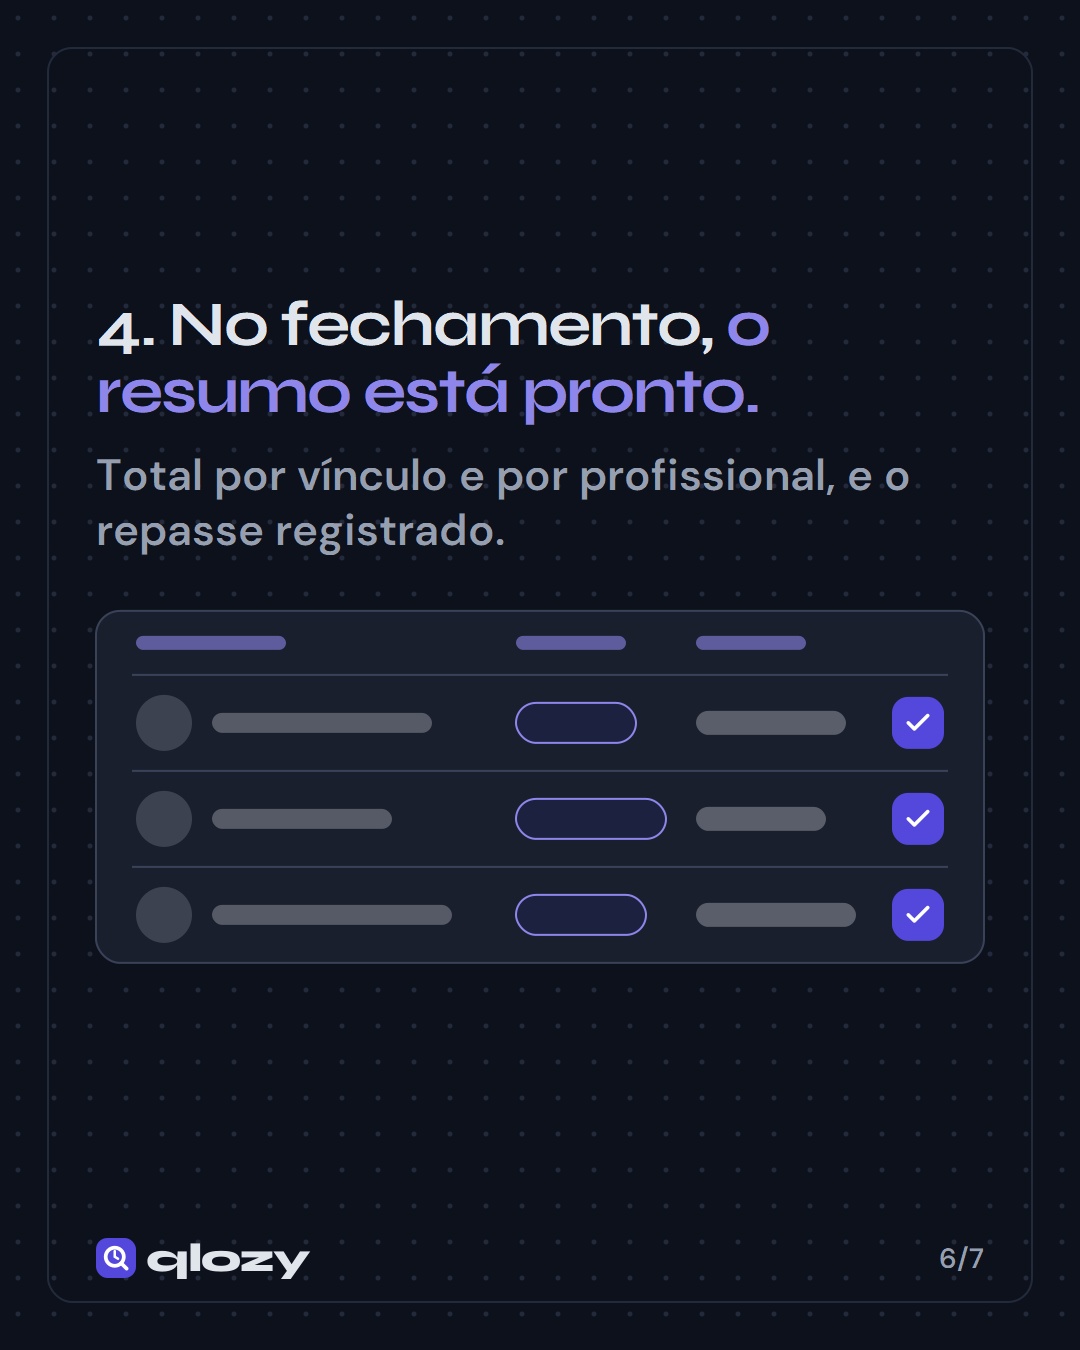 4. No fechamento, o
resumo está pronto.
Total por vínculo e por profissional, e o
repasse registrado.
qlozy
6/7